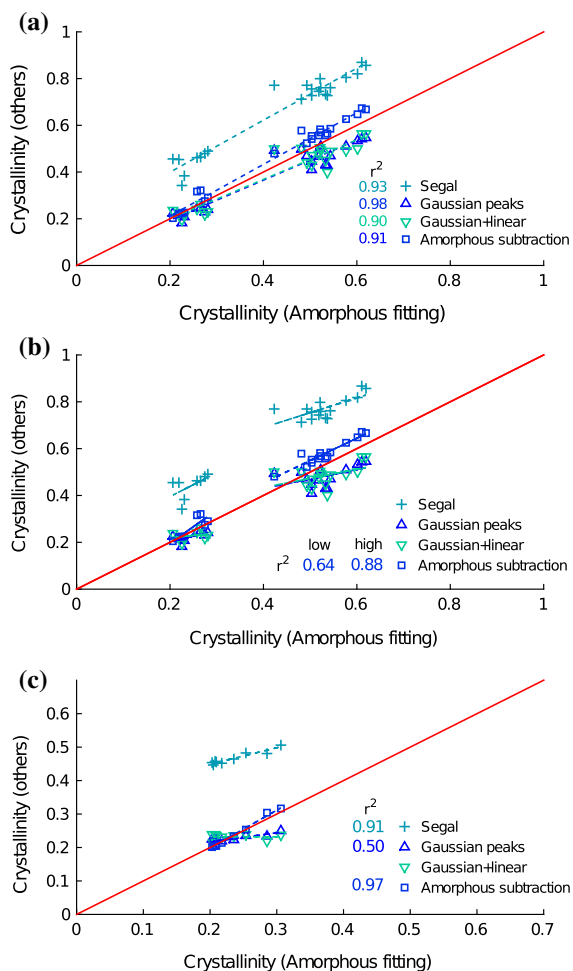 (a)
1
0.8
0.6
0.4
0.2
0
0 0.2 0.4 0.6 0.8 1
Crystallinity (others)
Crystallinity (Amorphous fitting)
r²
0.93 Segal
0.98 Gaussian peaks
0.90 Gaussian+linear
0.91 Amorphous subtraction
(b)
1
0.8
0.6
0.4
0.2
0
0 0.2 0.4 0.6 0.8 1
Crystallinity (others)
Crystallinity (Amorphous fitting)
Segal
Gaussian peaks
low high Gaussian+linear
r² 0.64 0.88 Amorphous subtraction
(c)
0.6
0.5
0.4
0.3
0.2
0.1
0
0 0.1 0.2 0.3 0.4 0.5 0.6 0.7
Crystallinity (others)
Crystallinity (Amorphous fitting)
r²
0.91 Segal
0.50 Gaussian peaks
Gaussian+linear
0.97 Amorphous subtraction